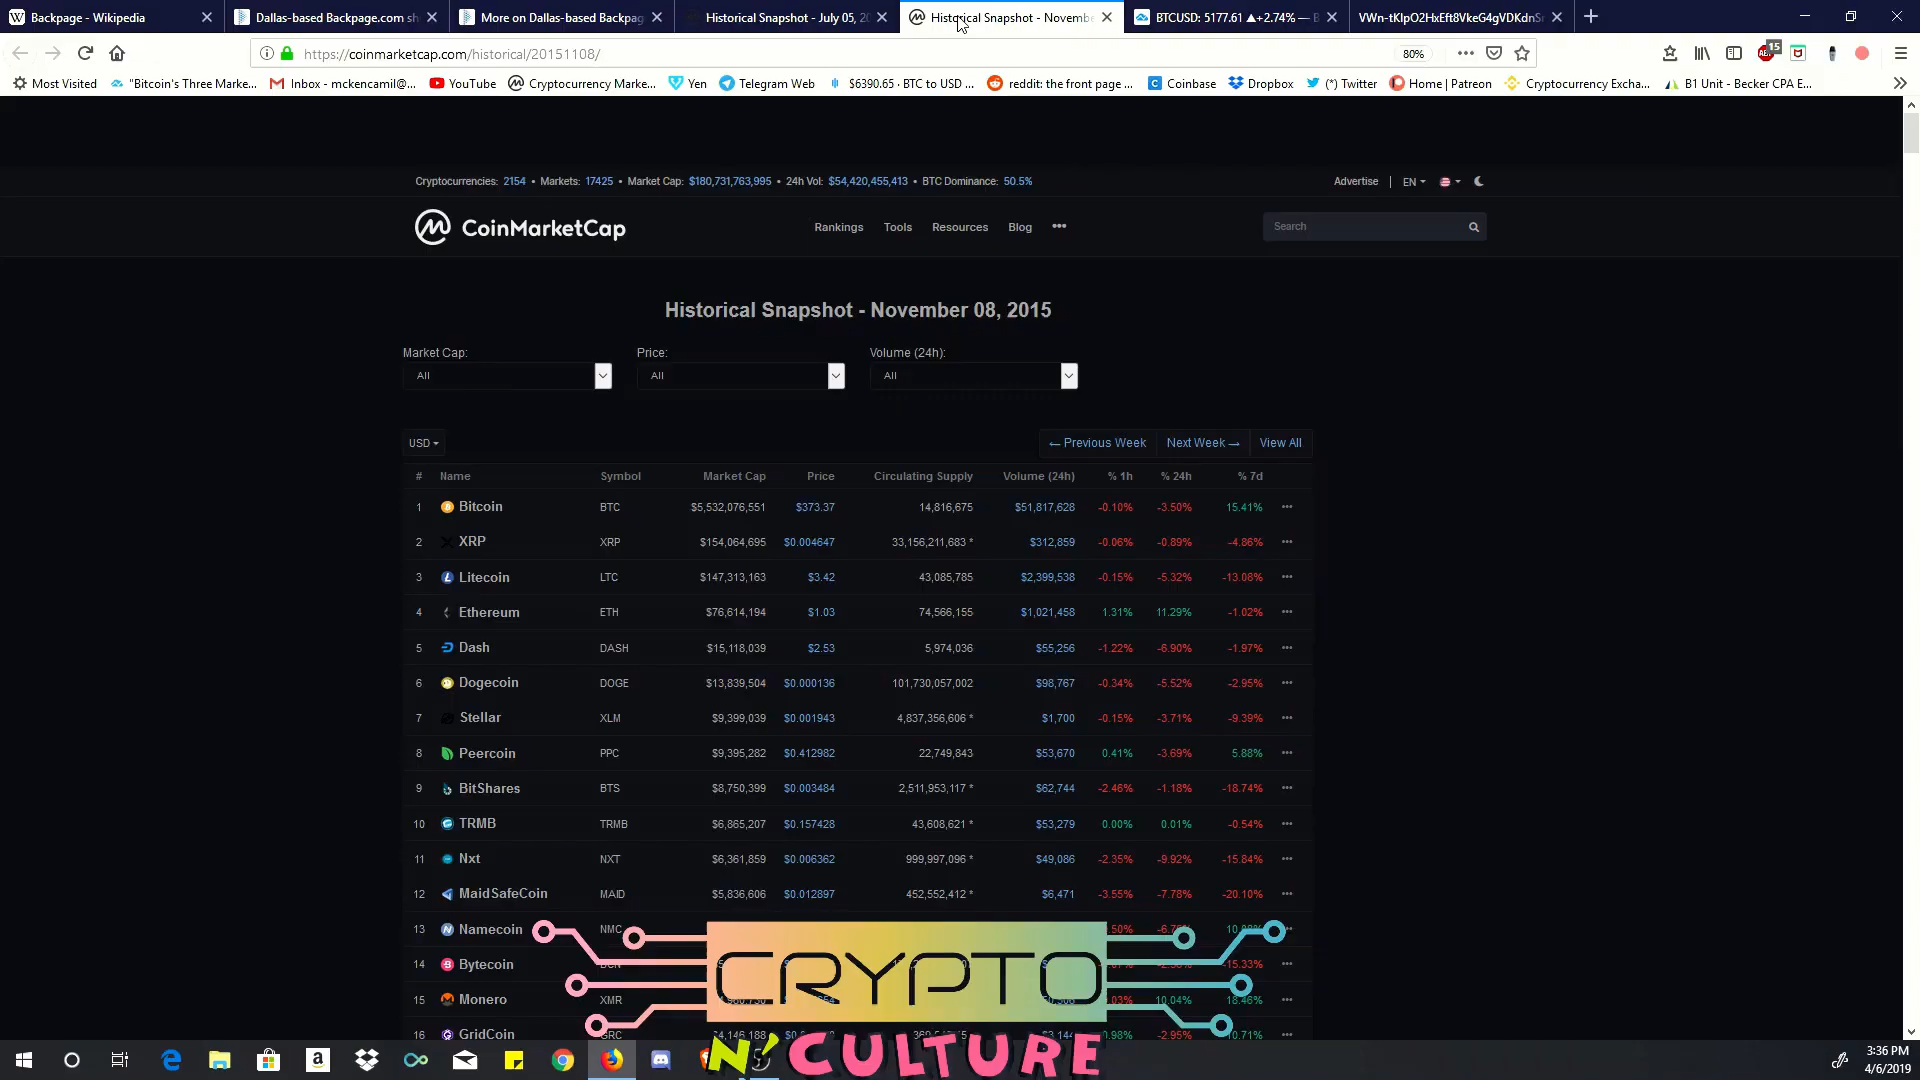 Backpage - Wikipedia
Dallas-based Backpage.com sh
More on Dallas-based Backpag
Historical Snapshot - July 05, 20
Historical Snapshot - Novembe
BTCUSD: 5177.61 ▲+2.74% — B
https://coinmarketcap.com/historical/20151108/
80%
15
Most Visited
"Bitcoin's Three Marke...
Inbox - mckencamil@...
YouTube
Cryptocurrency Marke...
Yen
Telegram Web
$6390.65 · BTC to USD ...
reddit: the front page ...
Coinbase
Dropbox
(*) Twitter
Home | Patreon
Cryptocurrency Excha...
B1 Unit - Becker CPA E...
Cryptocurrencies: 2154 • Markets: 17425 • Market Cap: $180,731,763,995 • 24h Vol: $54,420,455,413 • BTC Dominance: 50.5%
Advertise | EN
CoinMarketCap
Rankings Tools Resources Blog •••
Search
Historical Snapshot - November 08, 2015
Market Cap: Price: Volume (24h):
All All All
USD
← Previous Week Next Week → View All
# Name Symbol Market Cap Price Circulating Supply Volume (24h) % 1h % 24h % 7d
1 Bitcoin BTC $5,532,076,551 $373.37 14,816,675 $51,817,628 -0.10% -3.50% 15.41%
2 XRP XRP $154,064,695 $0.004647 33,156,211,683 * $312,859 -0.06% -0.89% -4.86%
3 Litecoin LTC $147,313,163 $3.42 43,085,785 $2,399,538 -0.15% -5.32% -13.08%
4 Ethereum ETH $76,614,194 $1.03 74,566,155 $1,021,458 1.31% 11.29% -1.02%
5 Dash DASH $15,118,039 $2.53 5,974,036 $55,256 -1.22% -6.90% -1.97%
6 Dogecoin DOGE $13,839,504 $0.000136 101,730,057,002 $98,767 -0.34% -5.52% -2.95%
7 Stellar XLM $9,399,039 $0.001943 4,837,356,606 * $1,700 -0.15% -3.71% -9.39%
8 Peercoin PPC $9,395,282 $0.412982 22,749,843 $53,670 0.41% -3.69% 5.88%
9 BitShares BTS $8,750,399 $0.003484 2,511,953,117 * $62,744 -2.46% -1.18% -18.74%
10 TRMB TRMB $6,865,207 $0.157428 43,608,621 * $53,279 0.00% 0.01% -0.54%
11 Nxt NXT $6,361,859 $0.006362 999,997,096 * $49,086 -2.35% -9.92% -15.84%
12 MaidSafeCoin MAID $5,836,606 $0.012897 452,552,412 * $6,471 -3.55% -7.78% -20.10%
13 Namecoin NMC
14 Bytecoin -15.33%
15 Monero XMR 10.04% 18.46%
16 GridCoin GRC $4,146,188 -2.95%
CRYPTO
N' CULTURE
3:36 PM
4/6/2019